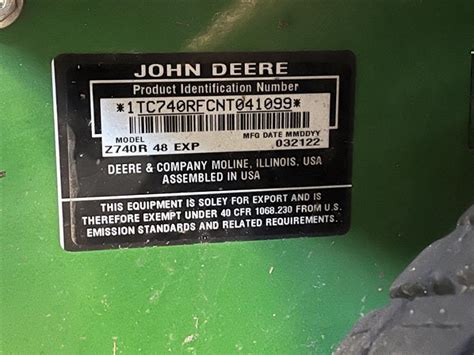 JOHN DEERE
Product Identification Number
*1TC740RFCNT041099*
MODEL MFG DATE MMDDYY
Z740R 48 EXP 032122
DEERE & COMPANY MOLINE, ILLINOIS, USA
ASSEMBLED IN USA
THIS EQUIPMENT IS SOLEY FOR EXPORT AND IS
THEREFORE EXEMPT UNDER 40 CFR 1068.230 FROM U.S.
EMISSION STANDARDS AND RELATED REQUIREMENTS.